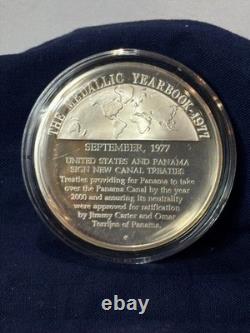 THE MEDALLIC YEARBOOK-1977
SEPTEMBER, 1977
UNITED STATES AND PANAMA
SIGN NEW CANAL TREATIES
Treaties providing for Panama to take
over the Panama Canal by the year
2000 and assuring its neutrality
were approved for ratification
by Jimmy Carter and Omar
Torrijos of Panama.
© hamtra.com